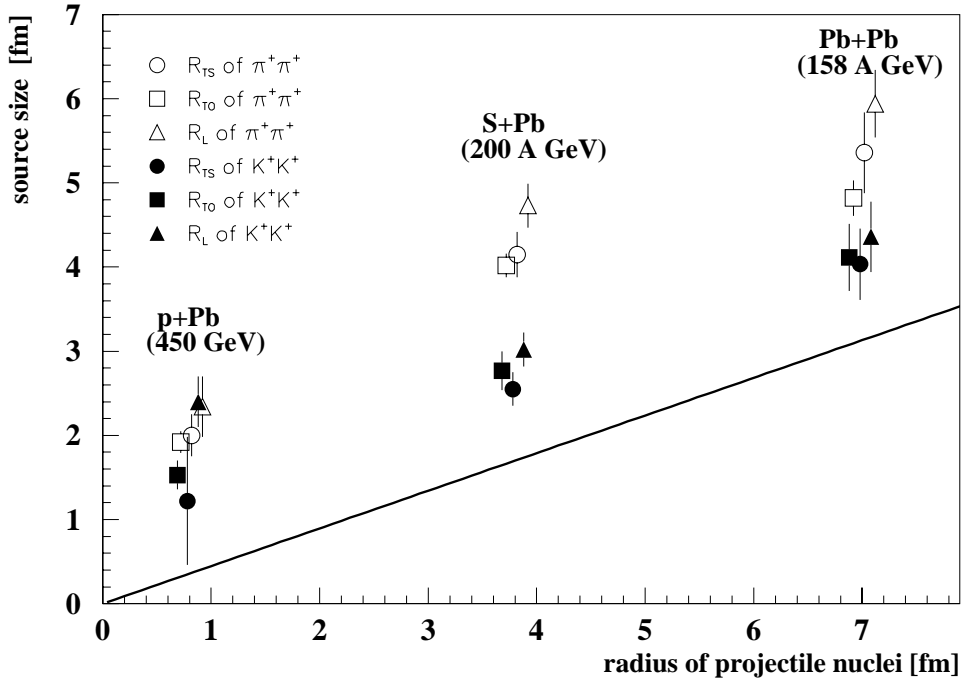 source size [fm]
7
6
5
4
3
2
1
0
R_TS of π⁺π⁺
R_TO of π⁺π⁺
R_L of π⁺π⁺
R_TS of K⁺K⁺
R_TO of K⁺K⁺
R_L of K⁺K⁺
p+Pb
(450 GeV)
S+Pb
(200 A GeV)
Pb+Pb
(158 A GeV)
0 1 2 3 4 5 6 7
radius of projectile nuclei [fm]